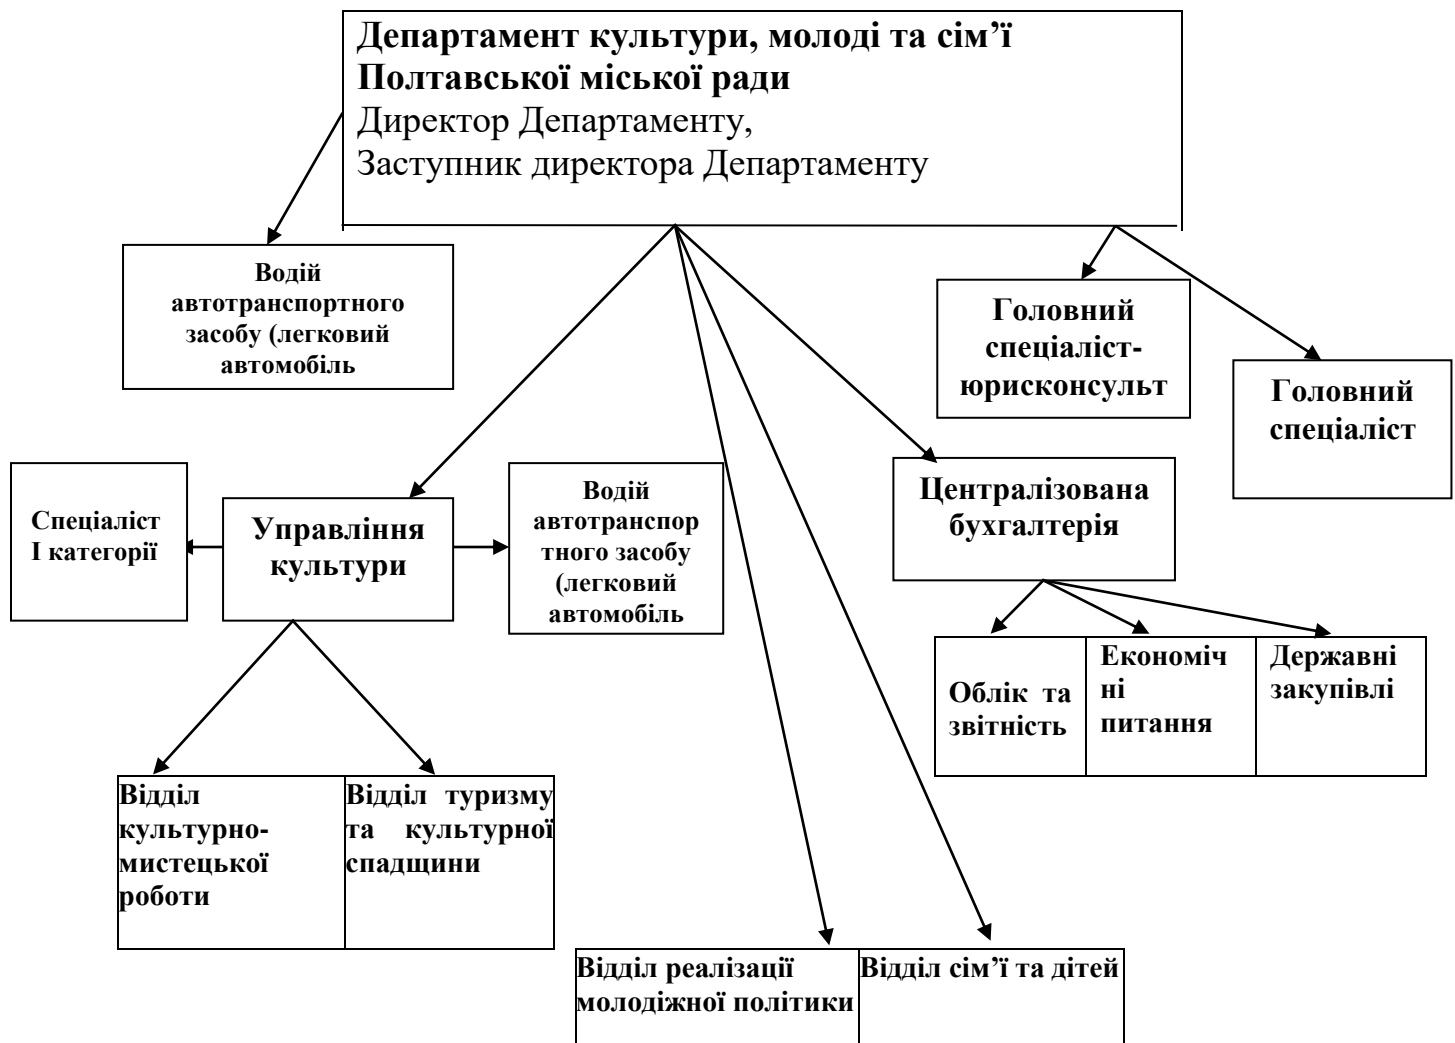 Департамент культури, молоді та сім’ї
Полтавської міської ради
Директор Департаменту,
Заступник директора Департаменту
Водій
автотранспортного
засобу (легковий
автомобіль
Головний
спеціаліст-
юрисконсульт
Головний
спеціаліст
Спеціаліст
І категорії
Управління
культури
Водій
автотранспор
тного засобу
(легковий
автомобіль
Централізована
бухгалтерія
Облік та
звітність
Економіч
ні
питання
Державні
закупівлі
Відділ
культурно-
мистецької
роботи
Відділ туризму
та культурної
спадщини
Відділ реалізації
молодіжної політики
Відділ сім’ї та дітей